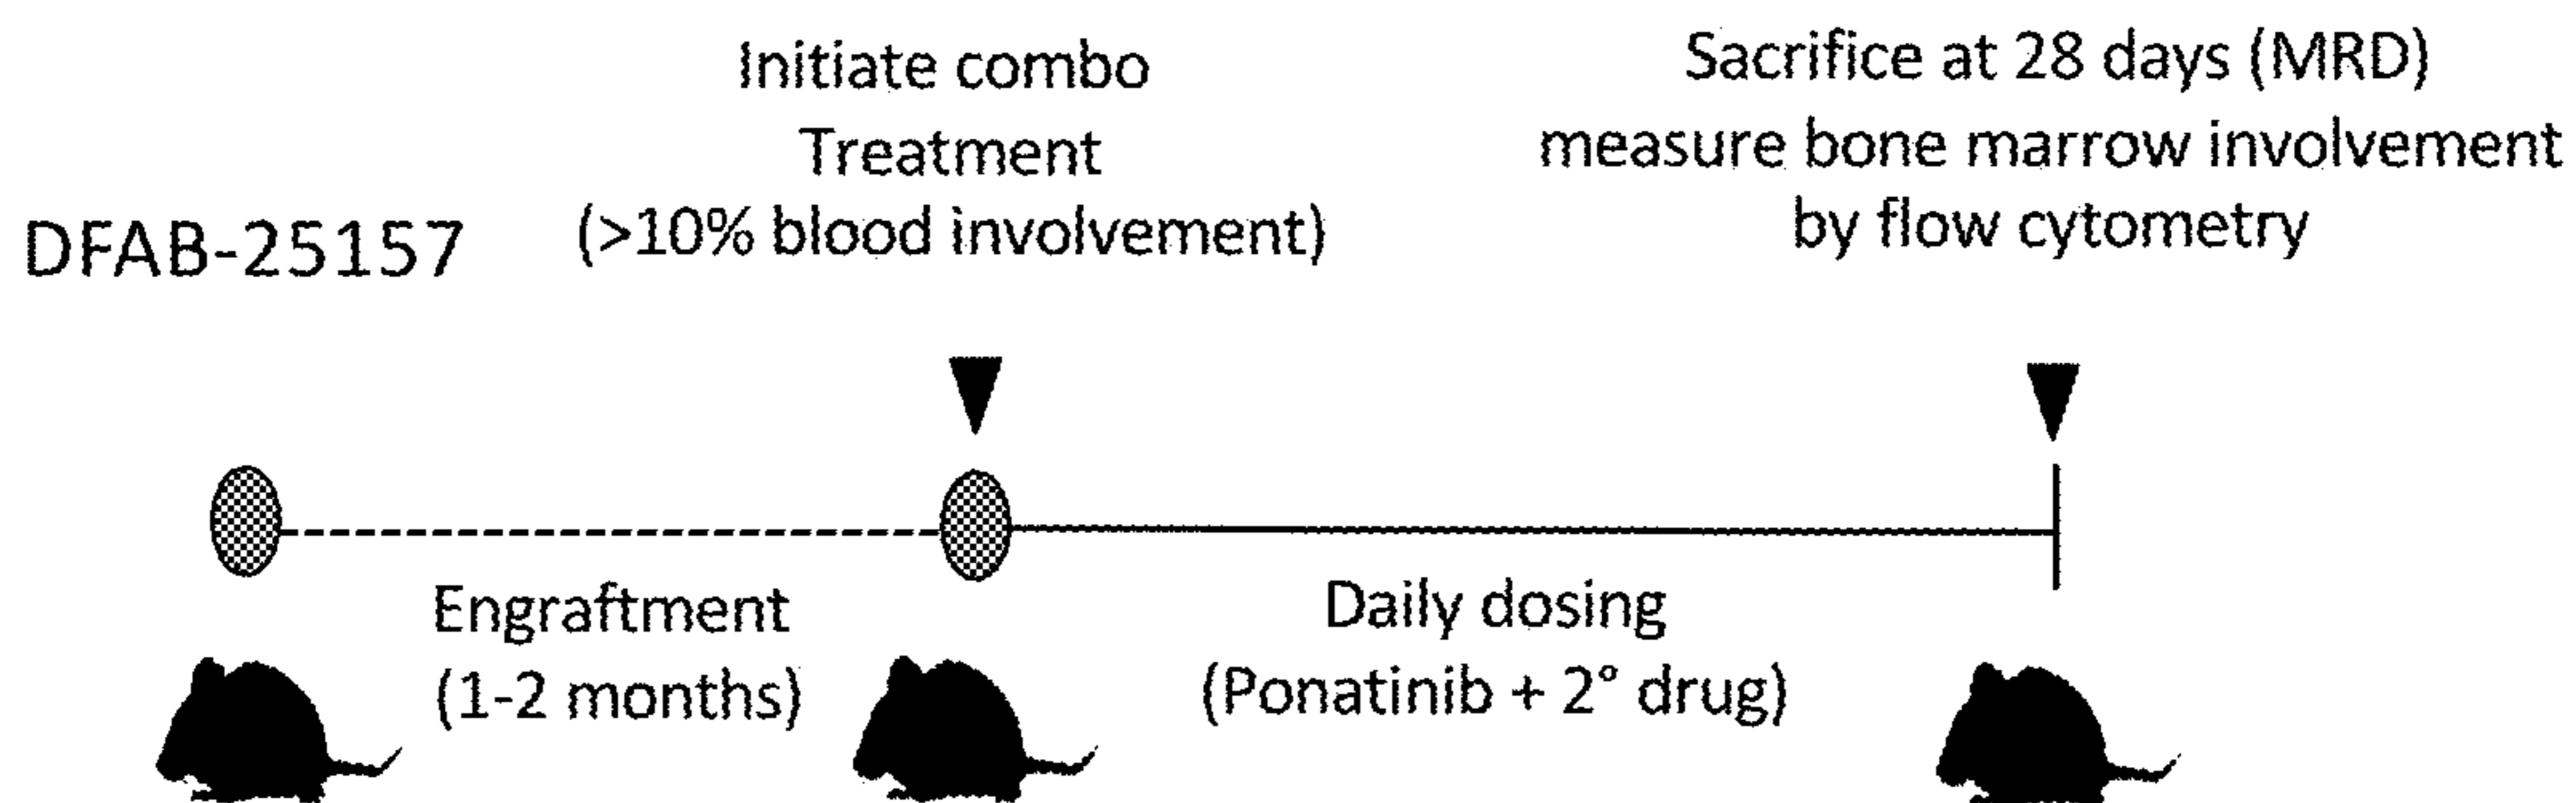 DFAB-25157
Initiate combo
Treatment
(>10% blood involvement)
Sacrifice at 28 days (MRD)
measure bone marrow involvement
by flow cytometry
Engraftment
(1-2 months)
Daily dosing
(Ponatinib + 2° drug)